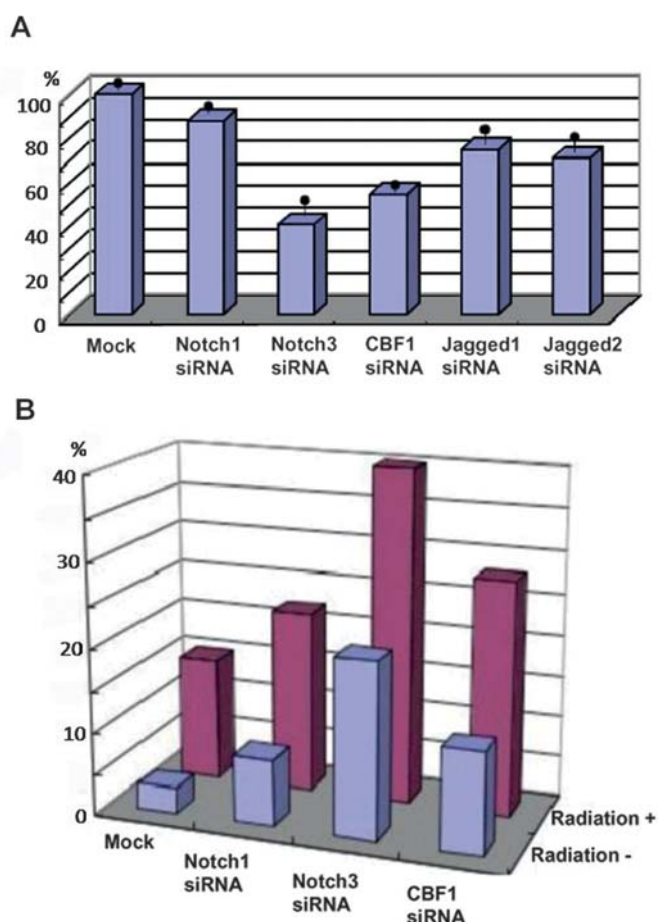 A
%
100
80
60
40
20
0
Mock
Notch1
siRNA
Notch3
siRNA
CBF1
siRNA
Jagged1
siRNA
Jagged2
siRNA
B
%
40
30
20
10
0
Mock
Notch1
siRNA
Notch3
siRNA
CBF1
siRNA
Radiation +
Radiation -